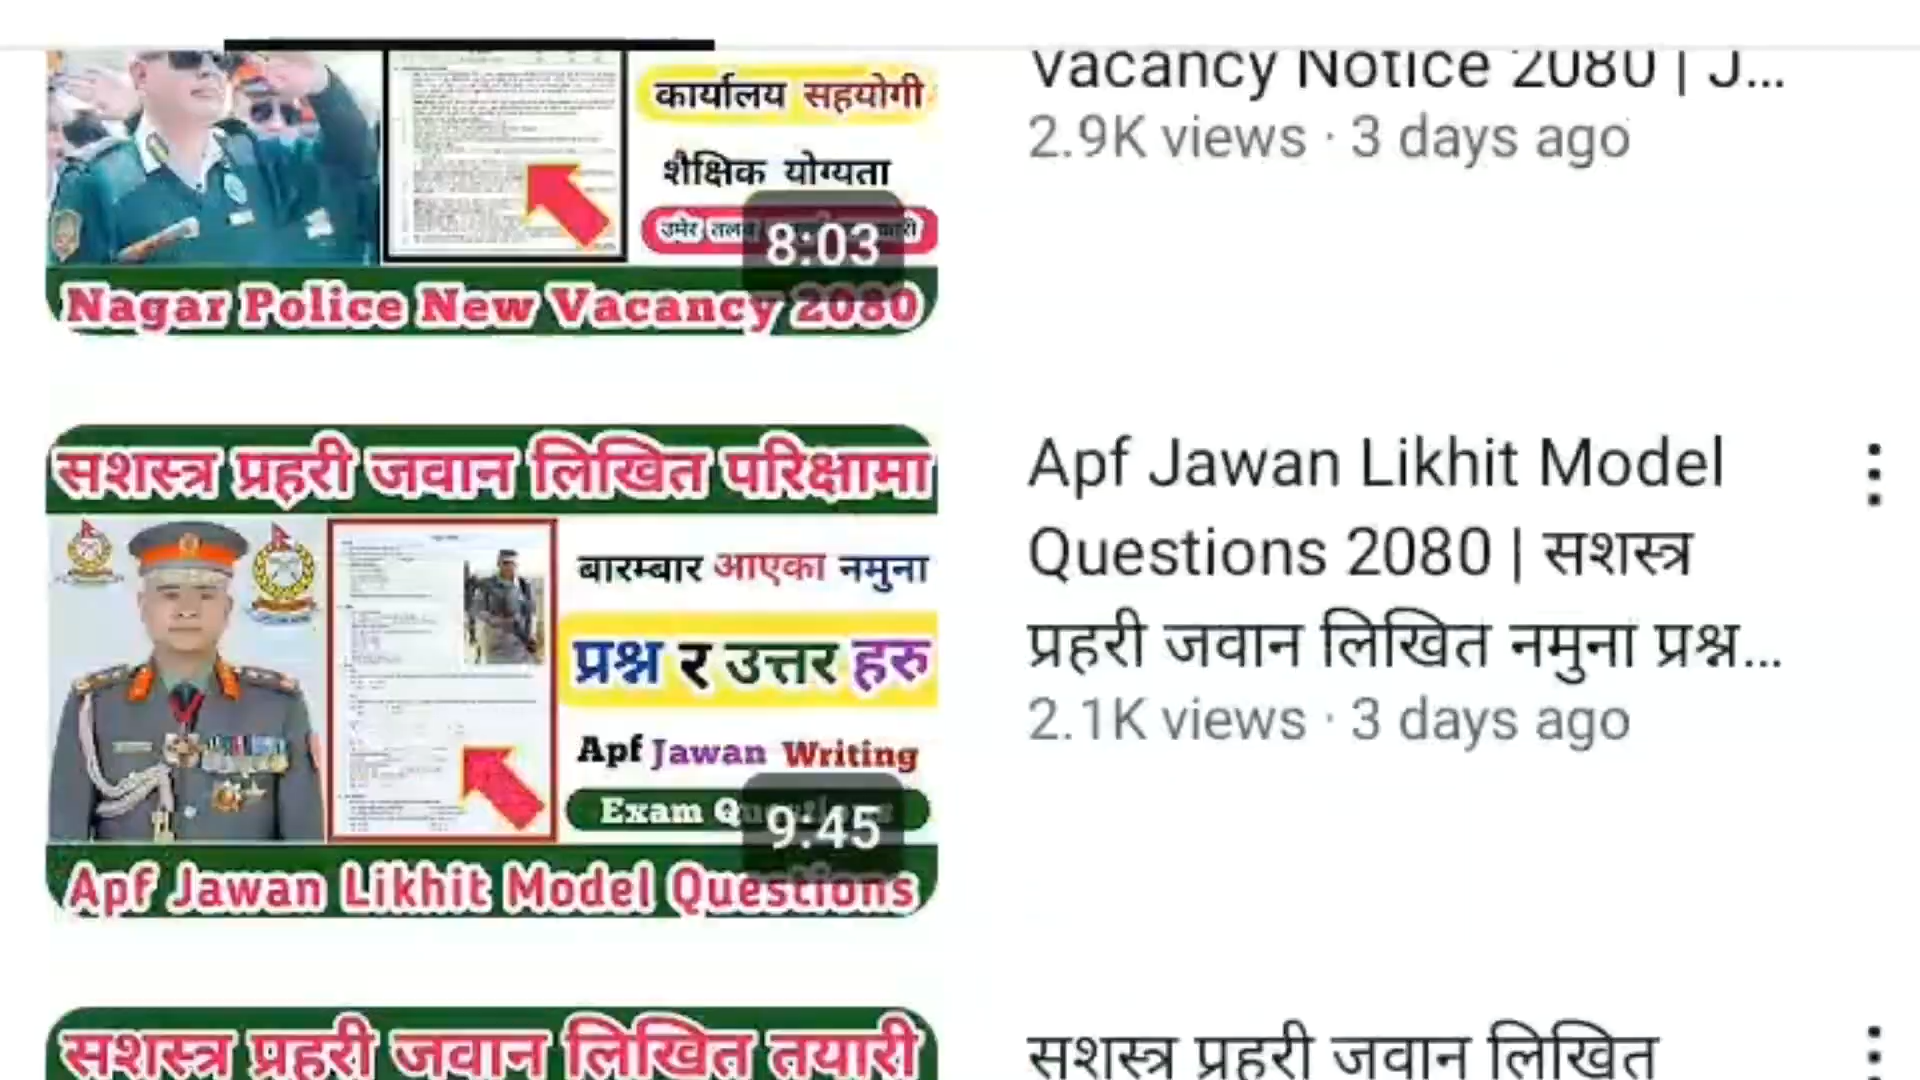 Vacancy Notice 2080 | J...
2.9K views · 3 days ago
कार्यालय सहयोगी
शैक्षिक योग्यता
उमेर
8:03
Nagar Police New Vacancy 2080
सशस्त्र प्रहरी जवान लिखित परिक्षामा
बारम्बार आएका नमुना
प्रश्न र उत्तर हरु
Apf Jawan Writing
Exam Questions
9:45
Apf Jawan Likhit Model Questions
Apf Jawan Likhit Model
Questions 2080 | सशस्त्र
प्रहरी जवान लिखित नमुना प्रश्न...
2.1K views · 3 days ago
सशस्त्र प्रहरी जवान लिखित तयारी
सशस्त्र प्रहरी जवान लिखित